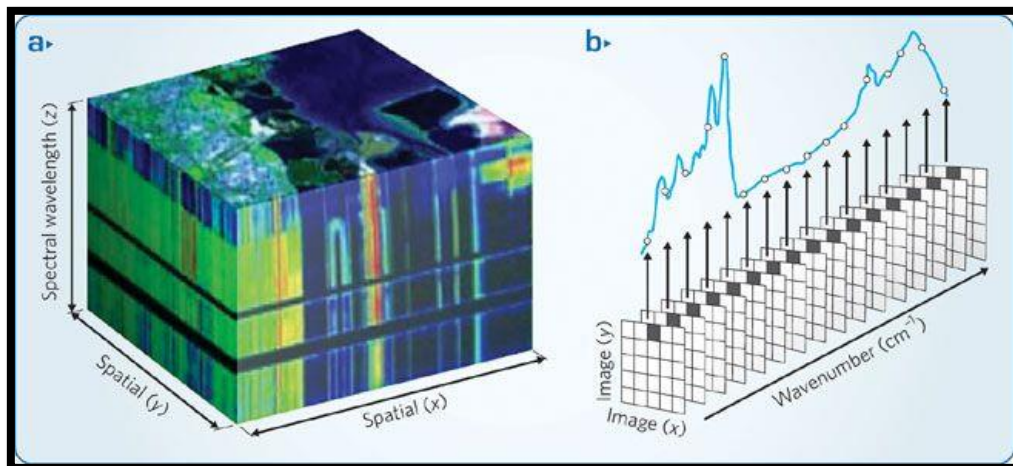 a▸
Spectral wavelength (z)
Spatial (y)
Spatial (x)
b▸
Image (y)
Image (x)
Wavenumber (cm⁻¹)